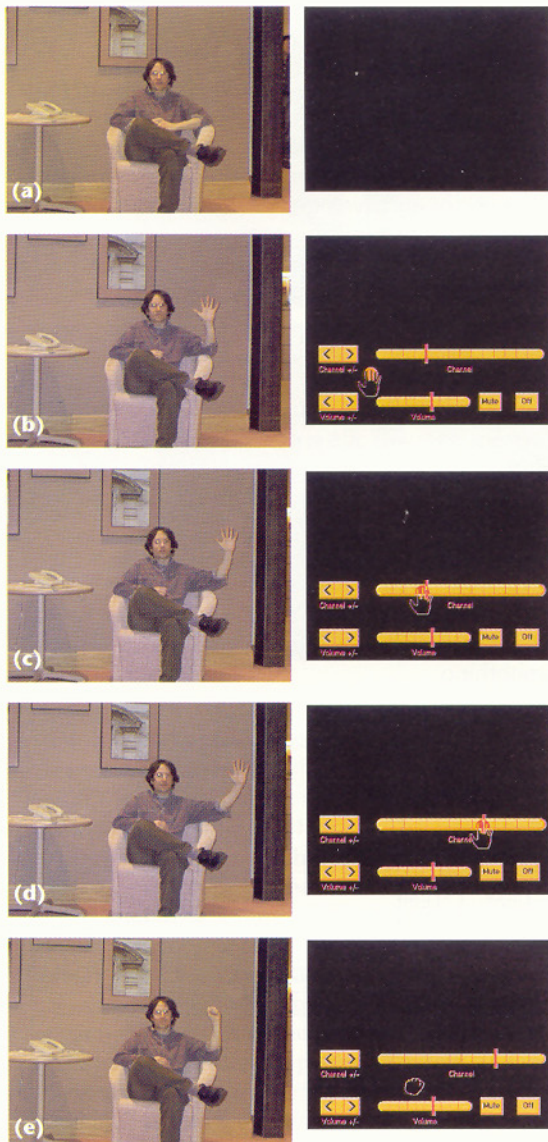 (a)
(b)
< >
Channel +/-
Channel
< >
Volume +/-
Volume
Mute
Off
(c)
< >
Channel +/-
Channel
< >
Volume +/-
Volume
Mute
Off
(d)
< >
Channel +/-
Channel
< >
Volume +/-
Volume
Mute
Off
(e)
< >
Channel +/-
Channel
< >
Volume +/-
Volume
Mute
Off